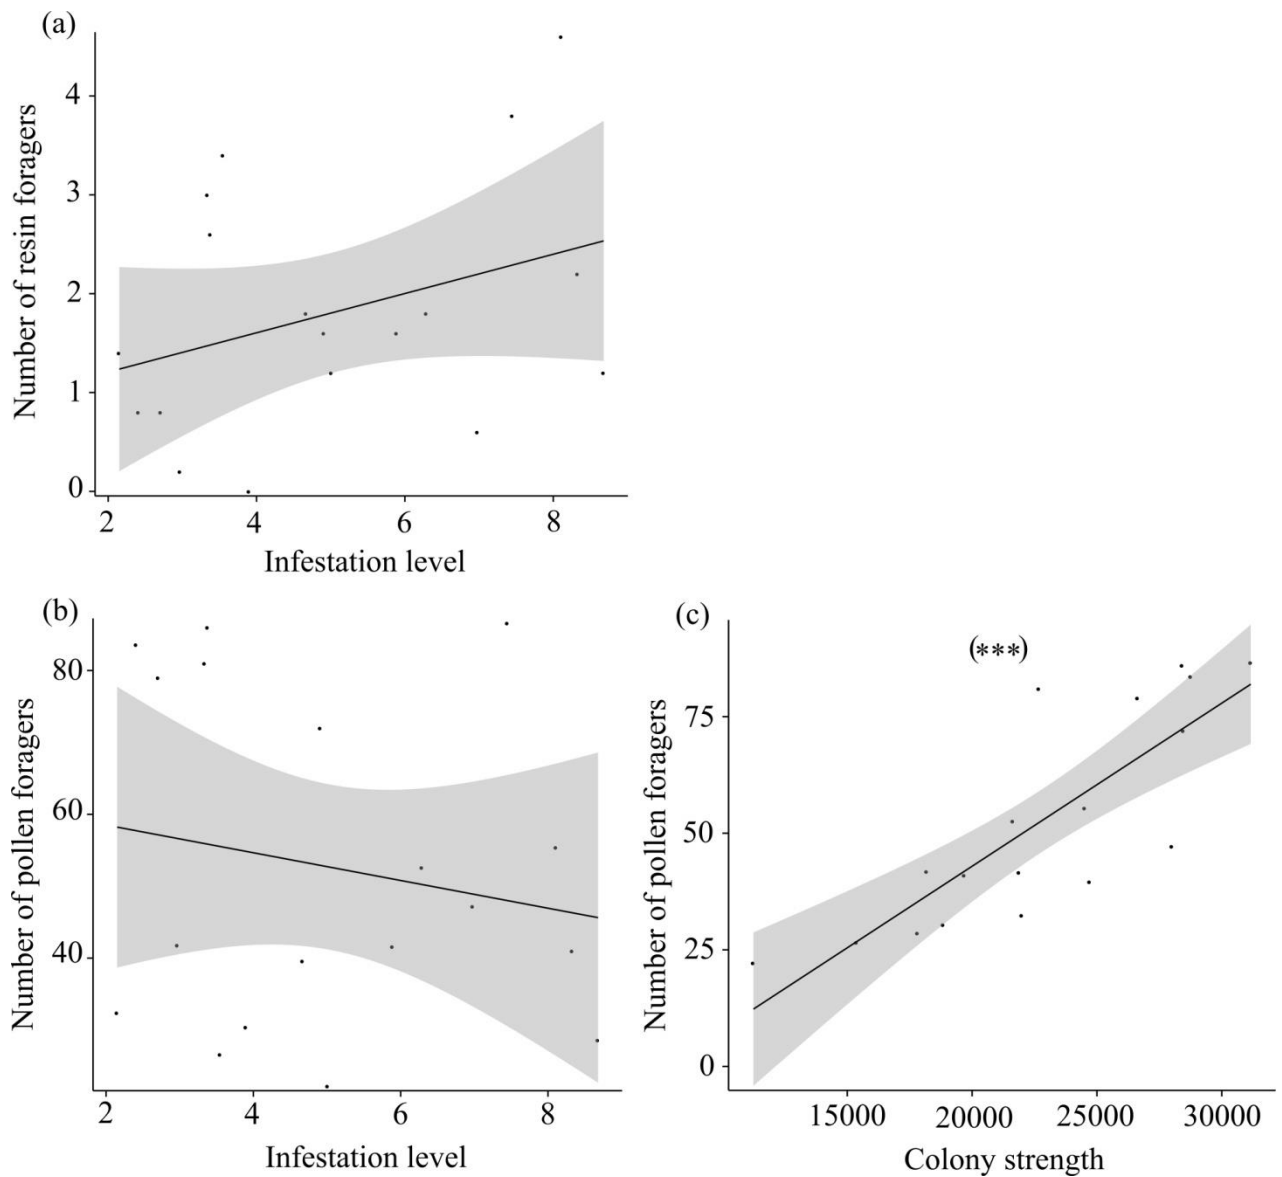 (a)
Number of resin foragers
4
3
2
1
0
2 4 6 8
Infestation level
(b)
Number of pollen foragers
80
60
40
2 4 6 8
Infestation level
(c)
(***)
Number of pollen foragers
75
50
25
0
15000 20000 25000 30000
Colony strength